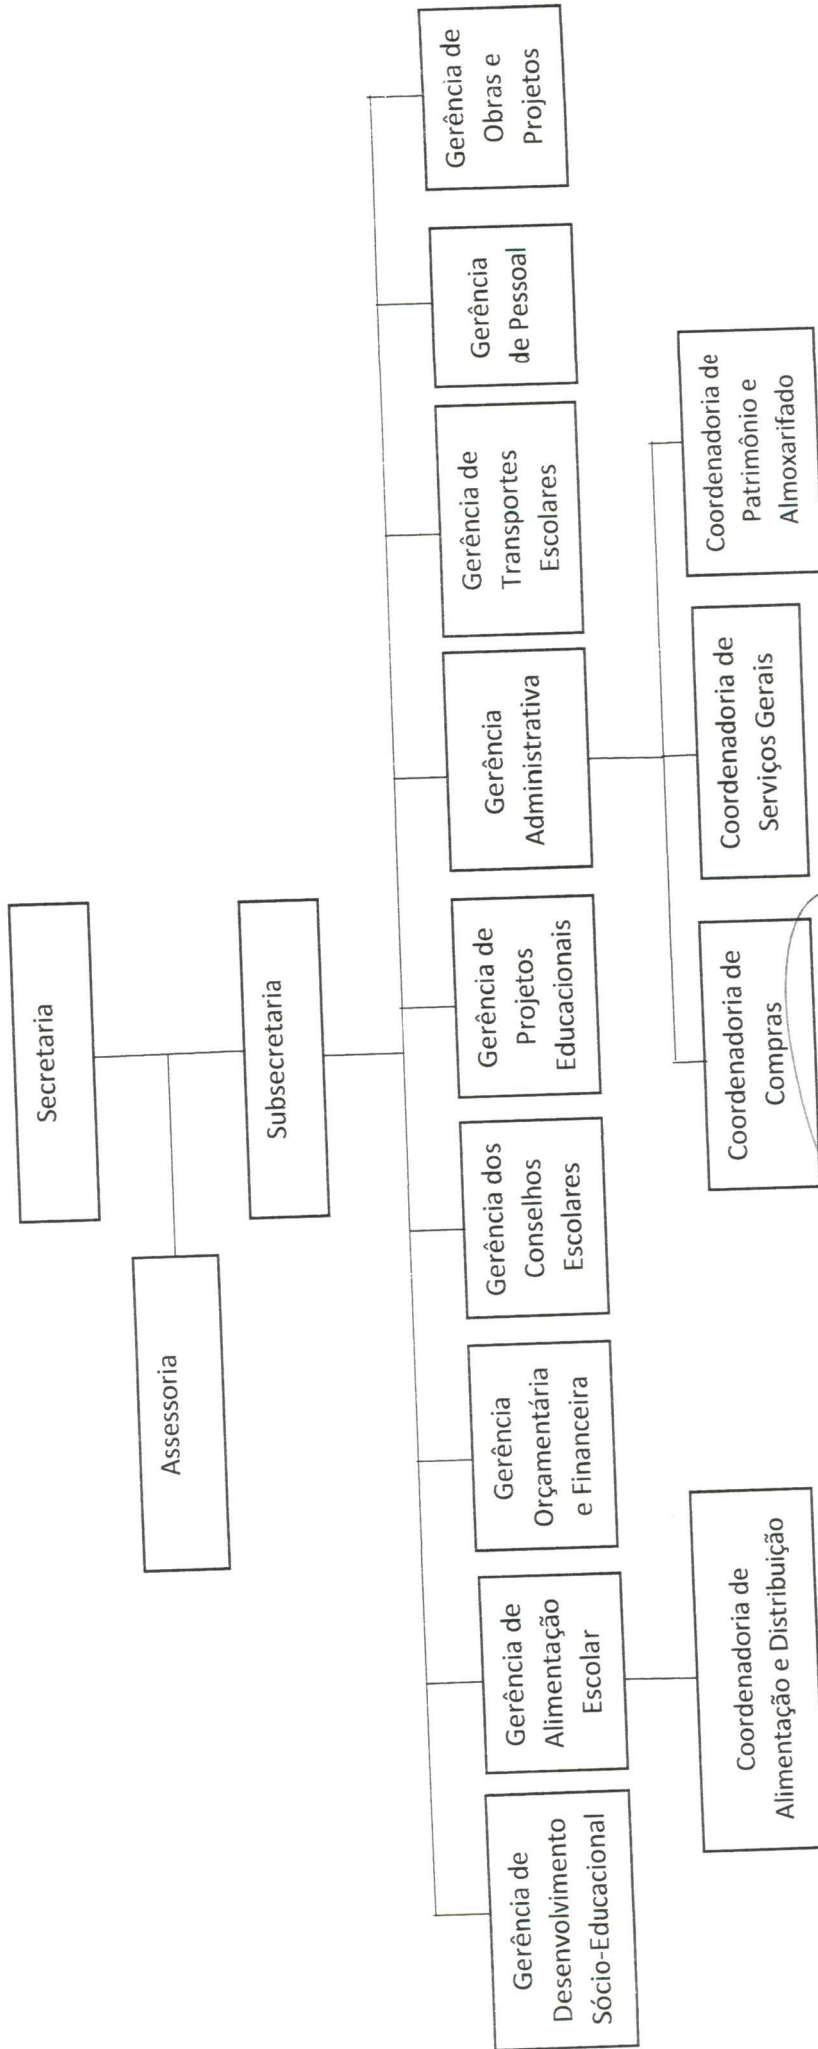 Secretaria
Assessoria
Subsecretaria
Gerência de
Desenvolvimento
Sócio-Educacional
Gerência de
Alimentação
Escolar
Gerência
Orçamentária
e Financeira
Gerência dos
Conselhos
Escolares
Gerência de
Projetos
Educacionais
Gerência
Administrativa
Gerência de
Transportes
Escolares
Gerência
de Pessoal
Gerência de
Obras e
Projetos
Coordenadoria de
Alimentação e Distribuição
Coordenadoria de
Compras
Coordenadoria de
Serviços Gerais
Coordenadoria de
Patrimônio e
Almoxarifado